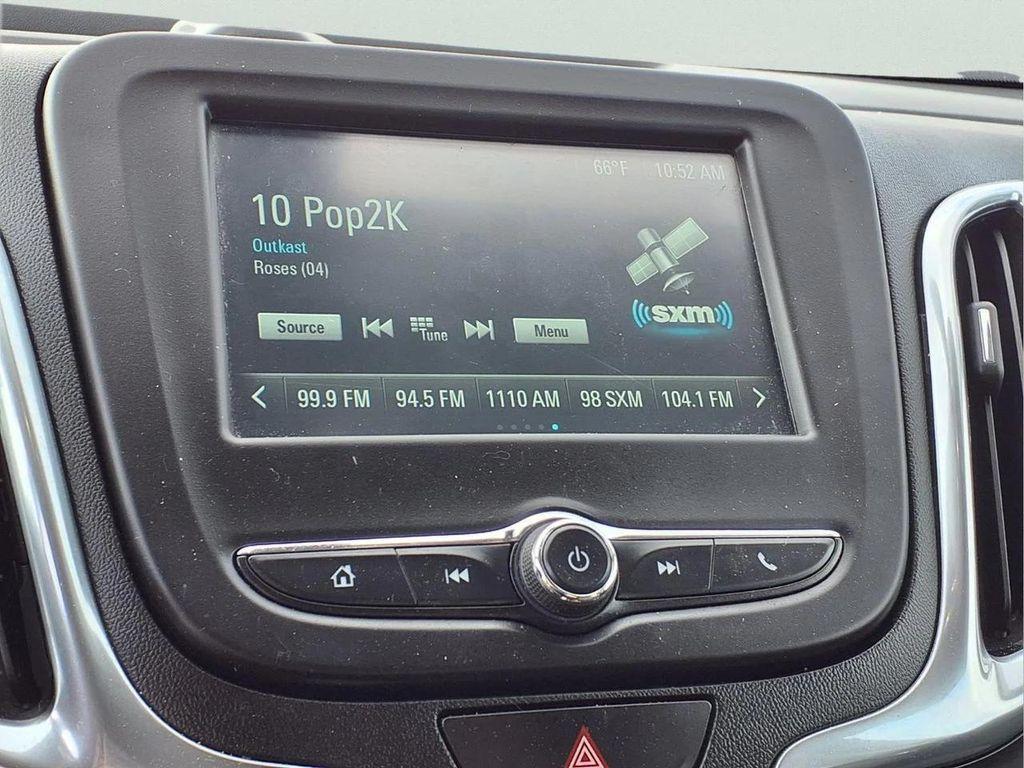 66°F 10:52 AM
10 Pop2K
Outkast
Roses (04)
sxm
Source Tune Menu
99.9 FM 94.5 FM 1110 AM 98 SXM 104.1 FM